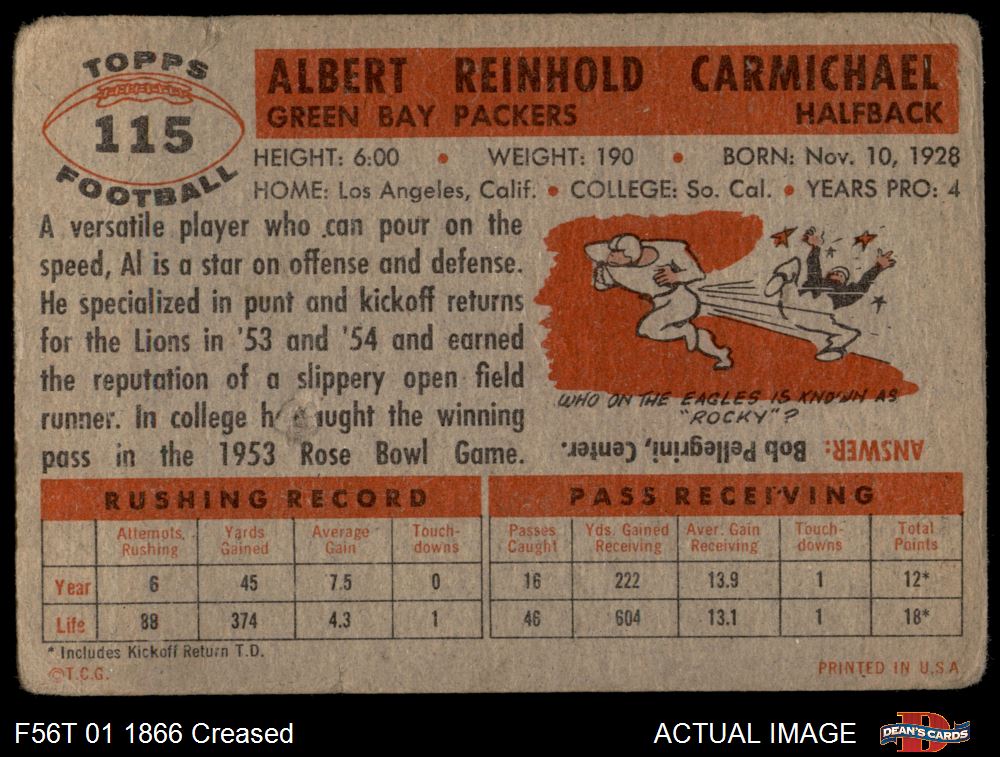 TOPPS
115
FOOTBALL
ALBERT REINHOLD CARMICHAEL
GREEN BAY PACKERS HALFBACK
HEIGHT: 6:00 • WEIGHT: 190 • BORN: Nov. 10, 1928
HOME: Los Angeles, Calif. • COLLEGE: So. Cal. • YEARS PRO: 4
A versatile player who can pour on the
speed, Al is a star on offense and defense.
He specialized in punt and kickoff returns
for the Lions in '53 and '54 and earned
the reputation of a slippery open field
runner. In college h aught the winning
pass in the 1953 Rose Bowl Game.
WHO ON THE EAGLES IS KNOWN AS
"ROCKY"?
ANSWER: Bob Pellegrini, Center.
RUSHING RECORD
Attempts, Rushing Yards Gained Average Gain Touch-downs
Year 6 45 7.5 0
Life 88 374 4.3 1
PASS RECEIVING
Passes Caught Yds. Gained Receiving Aver. Gain Receiving Touch-downs Total Points
16 222 13.9 1 12*
46 604 13.1 1 18*
* Includes Kickoff Return T.D.
©T.C.G.
PRINTED IN U.S.A
F56T 01 1866 Creased
ACTUAL IMAGE
D
DEAN'S CARDS